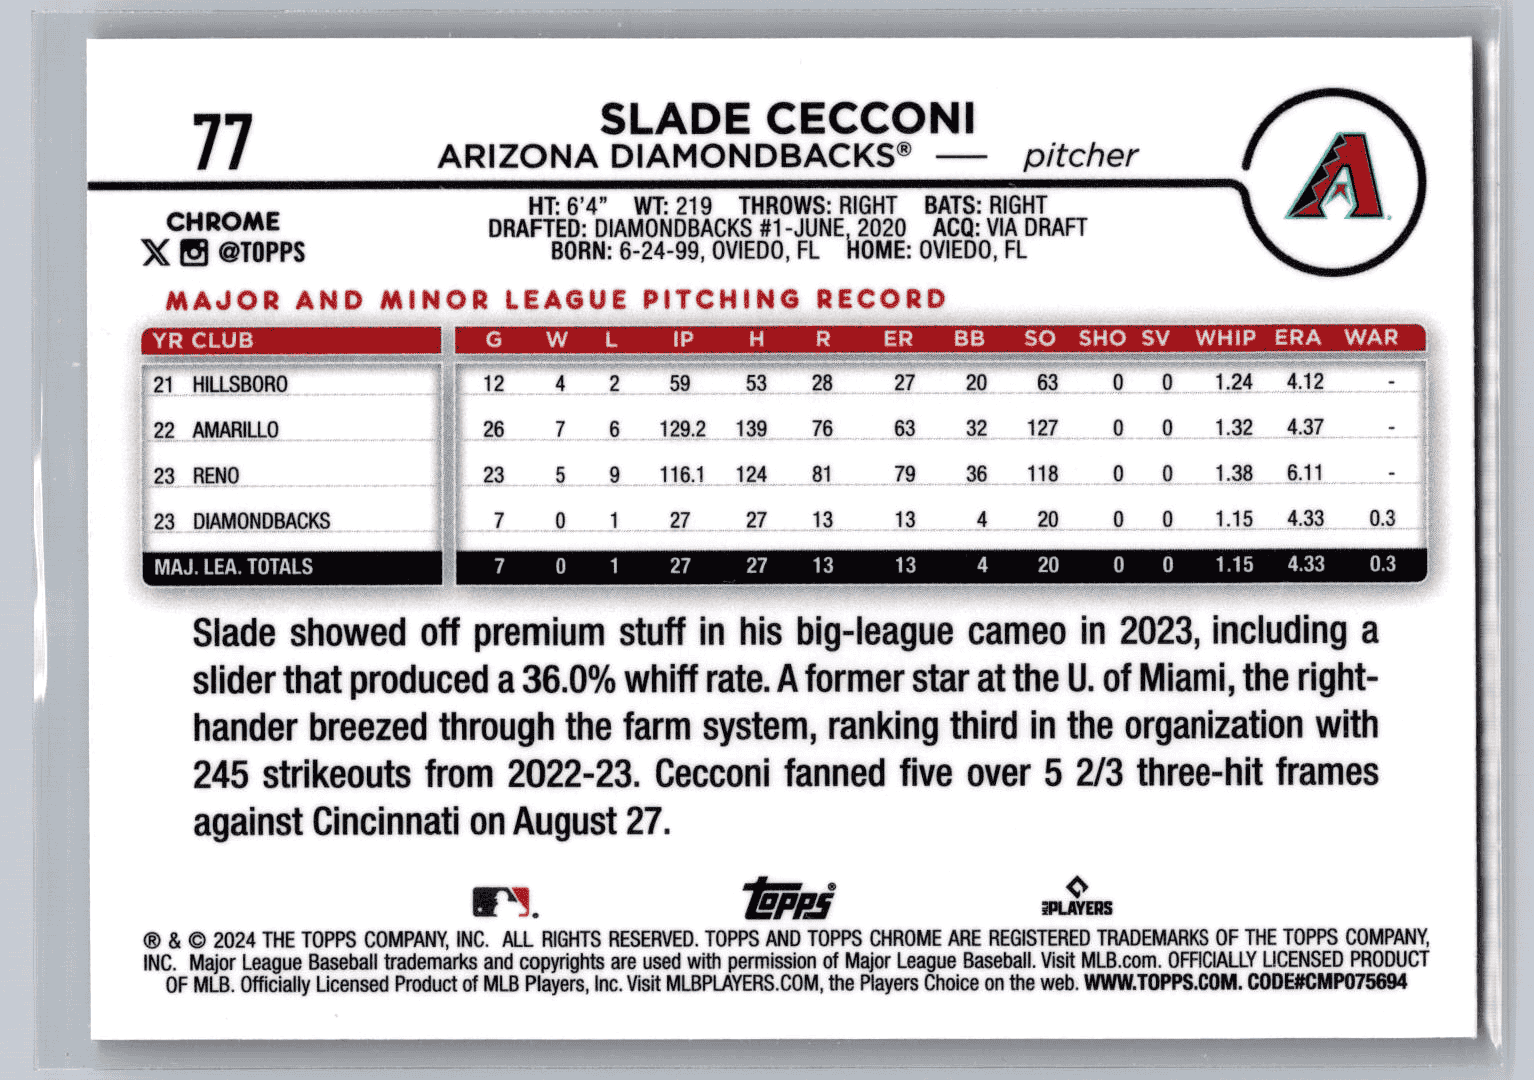 77
SLADE CECCONI
ARIZONA DIAMONDBACKS® — pitcher
A
CHROME
@TOPPS
HT: 6'4" WT: 219 THROWS: RIGHT BATS: RIGHT
DRAFTED: DIAMONDBACKS #1-JUNE, 2020 ACQ: VIA DRAFT
BORN: 6-24-99, OVIEDO, FL HOME: OVIEDO, FL
MAJOR AND MINOR LEAGUE PITCHING RECORD
YR CLUB G W L IP H R ER BB SO SHO SV WHIP ERA WAR
21 HILLSBORO 12 4 2 59 53 28 27 20 63 0 0 1.24 4.12 -
22 AMARILLO 26 7 6 129.2 139 76 63 32 127 0 0 1.32 4.37 -
23 RENO 23 5 9 116.1 124 81 79 36 118 0 0 1.38 6.11 -
23 DIAMONDBACKS 7 0 1 27 27 13 13 4 20 0 0 1.15 4.33 0.3
MAJ. LEA. TOTALS 7 0 1 27 27 13 13 4 20 0 0 1.15 4.33 0.3
Slade showed off premium stuff in his big-league cameo in 2023, including a
slider that produced a 36.0% whiff rate. A former star at the U. of Miami, the right-
hander breezed through the farm system, ranking third in the organization with
245 strikeouts from 2022-23. Cecconi fanned five over 5 2/3 three-hit frames
against Cincinnati on August 27.
topps®
PLAYERS
® & © 2024 THE TOPPS COMPANY, INC. ALL RIGHTS RESERVED. TOPPS AND TOPPS CHROME ARE REGISTERED TRADEMARKS OF THE TOPPS COMPANY,
INC. Major League Baseball trademarks and copyrights are used with permission of Major League Baseball. Visit MLB.com. OFFICIALLY LICENSED PRODUCT
OF MLB. Officially Licensed Product of MLB Players, Inc. Visit MLBPLAYERS.COM, the Players Choice on the web. WWW.TOPPS.COM. CODE#CMP075694